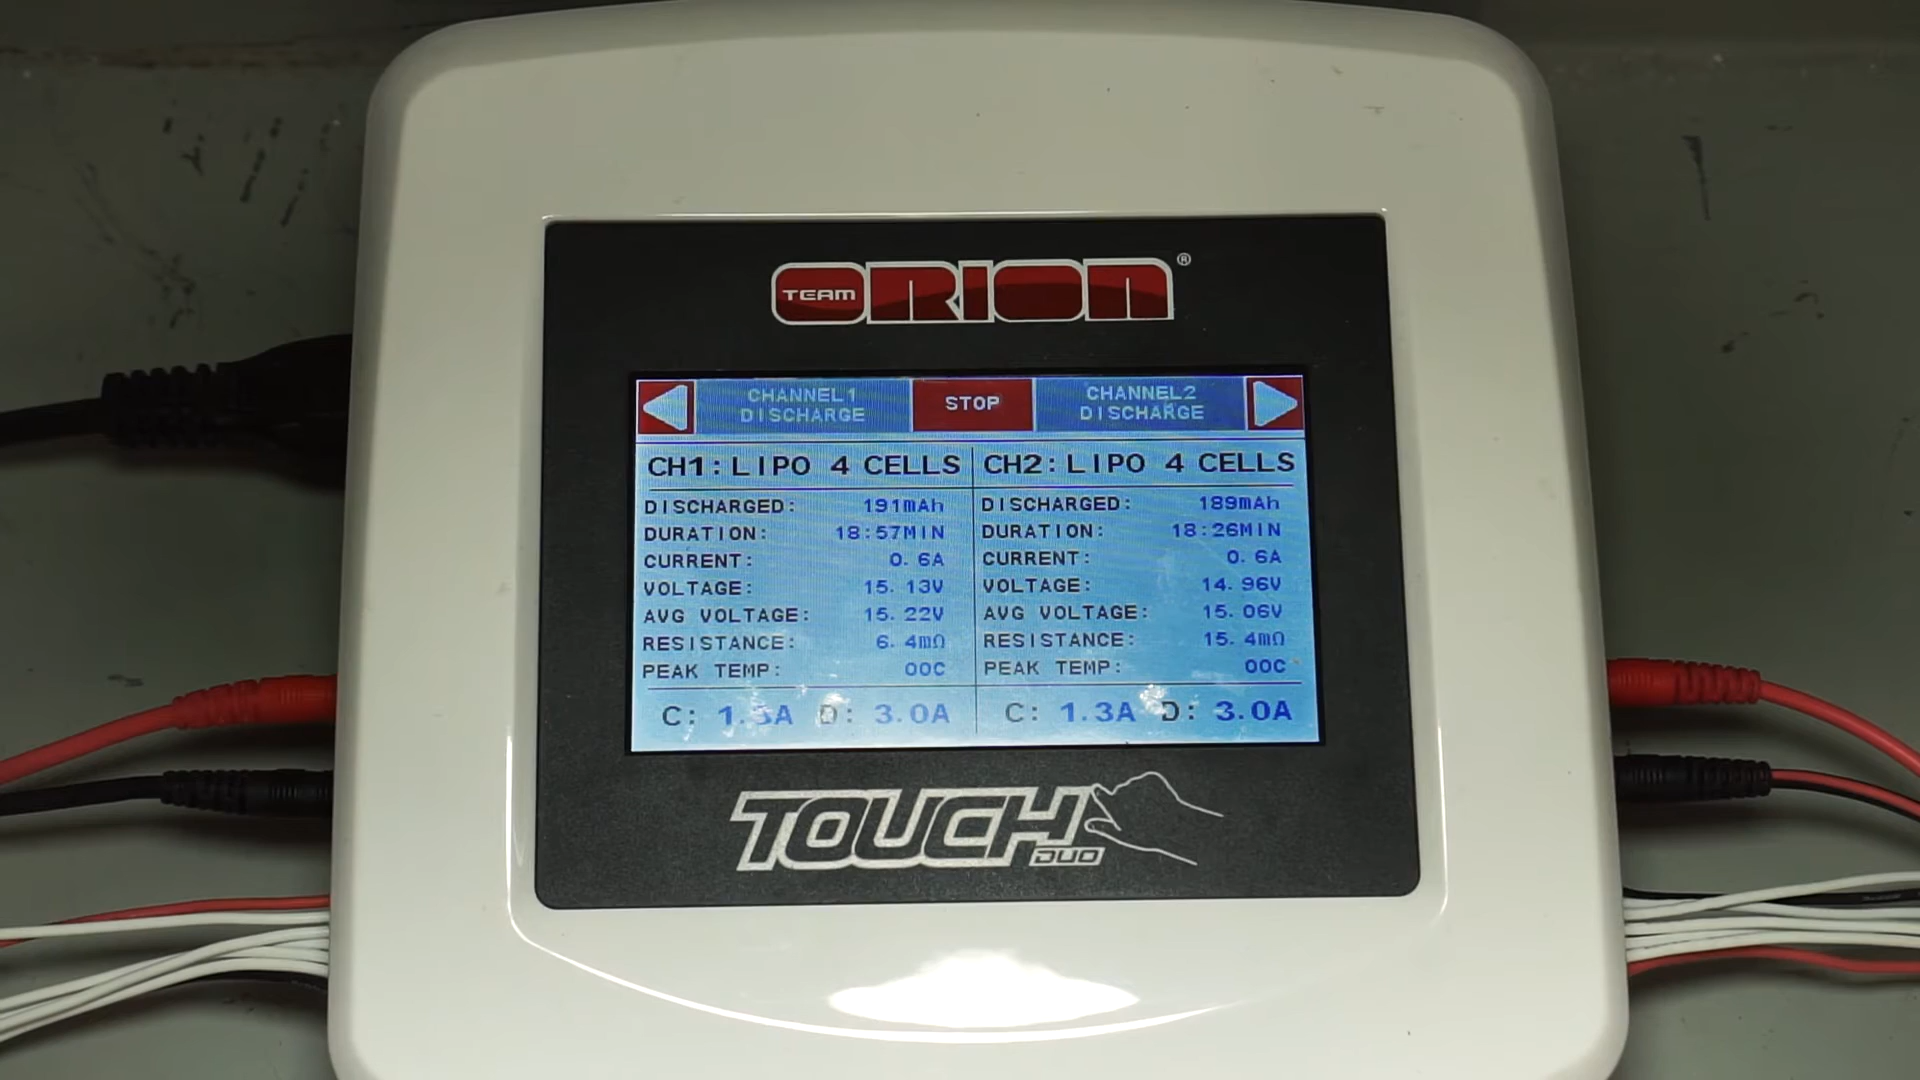 TEAM ORION®
CHANNEL1 DISCHARGE
STOP
CHANNEL2 DISCHARGE
CH1: LIPO 4 CELLS
DISCHARGED: 191mAh
DURATION: 18:57MIN
CURRENT: 0.6A
VOLTAGE: 15.13V
AVG VOLTAGE: 15.22V
RESISTANCE: 6.4mΩ
PEAK TEMP: 00C
C: 1.3A D: 3.0A
CH2: LIPO 4 CELLS
DISCHARGED: 189mAh
DURATION: 18:26MIN
CURRENT: 0.6A
VOLTAGE: 14.96V
AVG VOLTAGE: 15.06V
RESISTANCE: 15.4mΩ
PEAK TEMP: 00C
C: 1.3A D: 3.0A
TOUCH
DUO